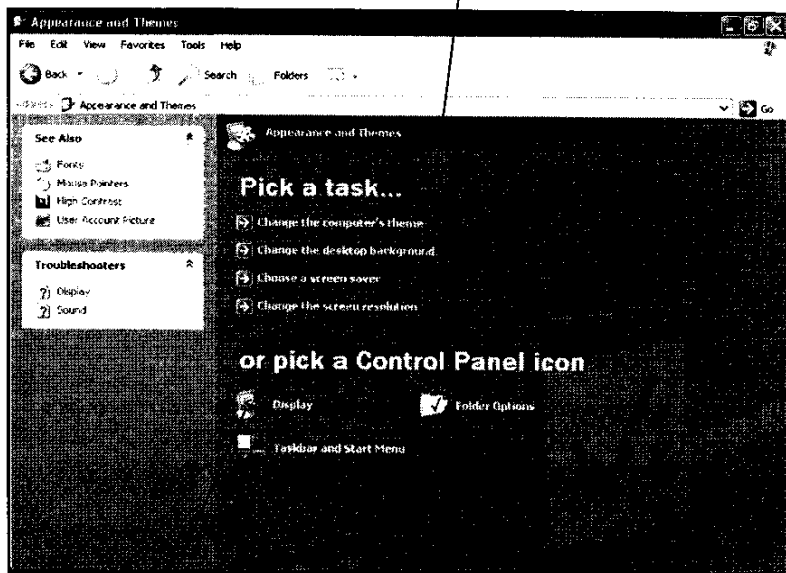 Appearance and Themes
File Edit View Favorites Tools Help
Back Search Folders
Address Appearance and Themes Go
See Also
Fonts
Mouse Pointers
High Contrast
User Account Picture
Troubleshooters
Display
Sound
Appearance and Themes
Pick a task...
Change the computer's theme
Change the desktop background
Choose a screen saver
Change the screen resolution
or pick a Control Panel icon
Display
Folder Options
Taskbar and Start Menu